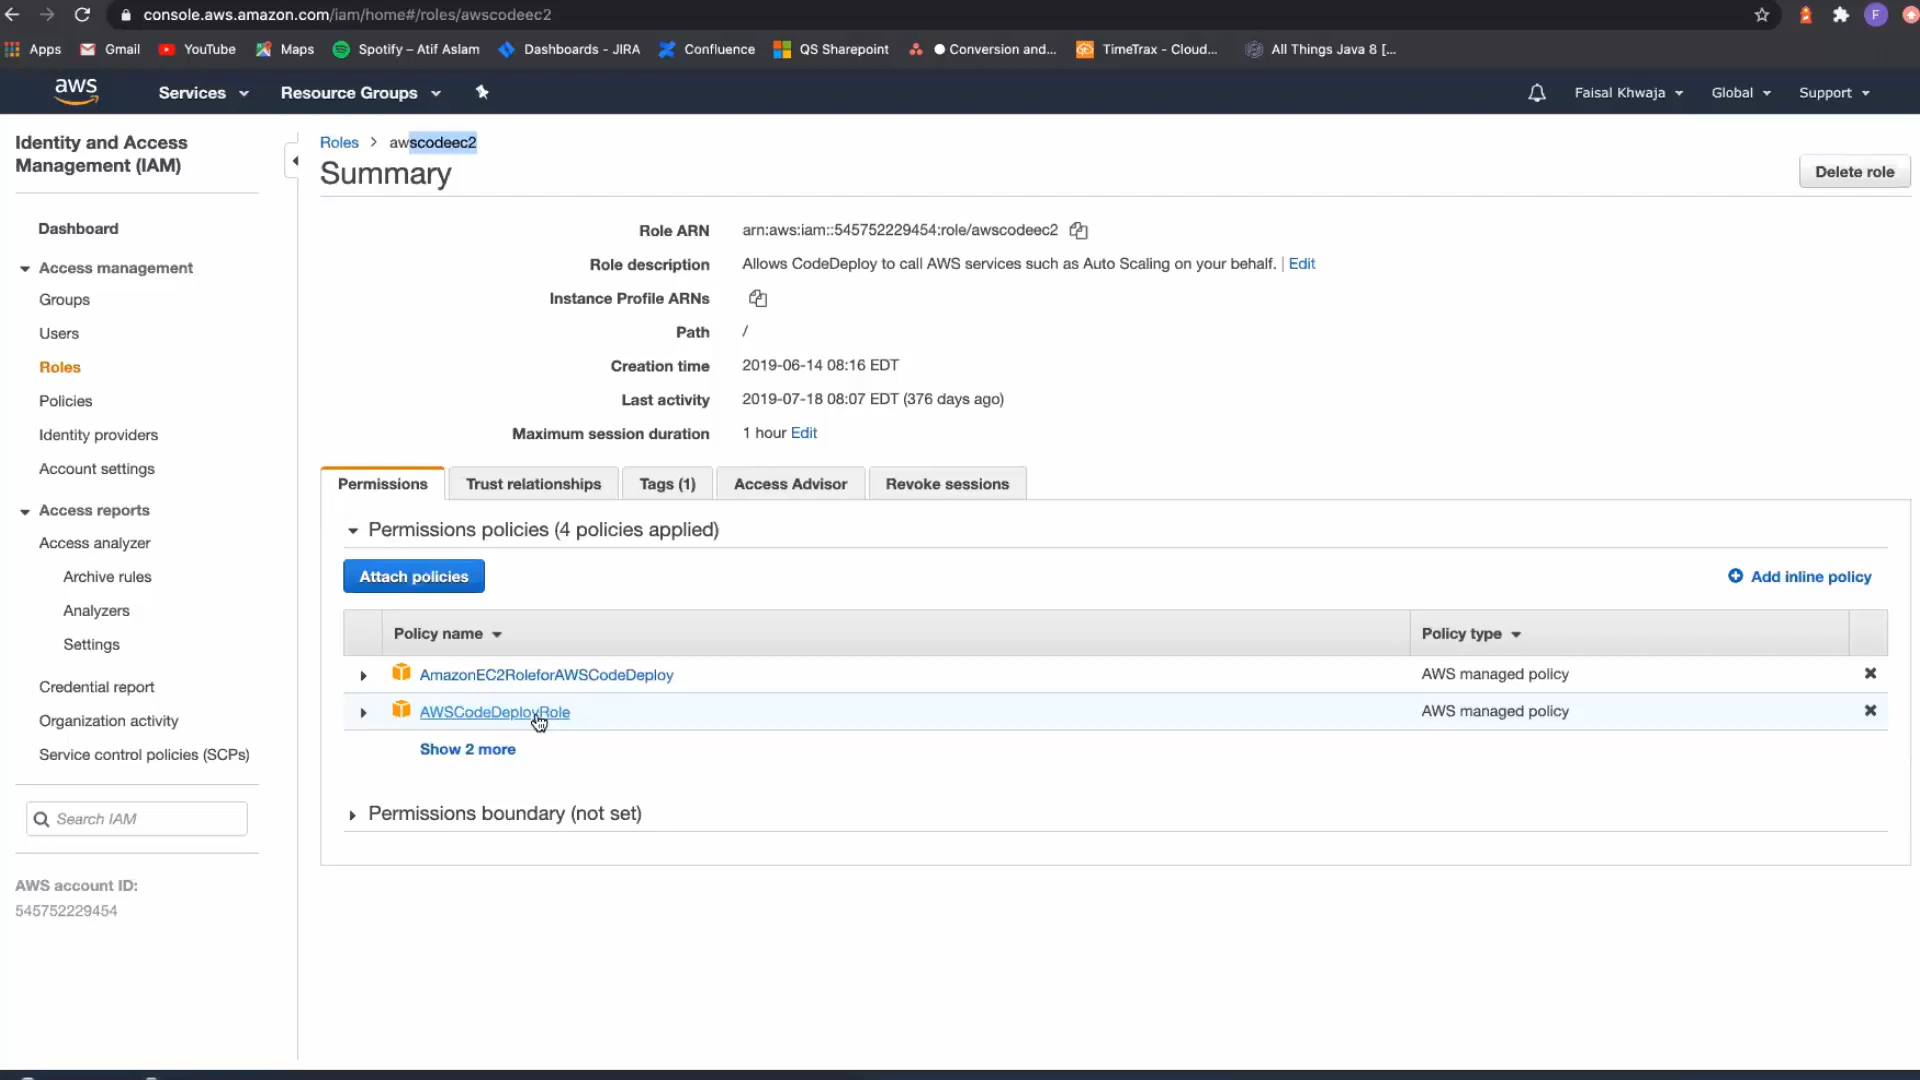 console.aws.amazon.com/iam/home#/roles/awscodeec2
F
Apps
Gmail
YouTube
Maps
Spotify – Atif Aslam
Dashboards - JIRA
Confluence
QS Sharepoint
Conversion and...
TimeTrax - Cloud...
All Things Java 8 [...
aws
Services
Resource Groups
Faisal Khwaja
Global
Support
Identity and Access
Management (IAM)
Dashboard
Access management
Groups
Users
Roles
Policies
Identity providers
Account settings
Access reports
Access analyzer
Archive rules
Analyzers
Settings
Credential report
Organization activity
Service control policies (SCPs)
Search IAM
AWS account ID:
545752229454
Roles > awscodeec2
Summary
Delete role
Role ARN arn:aws:iam::545752229454:role/awscodeec2
Role description Allows CodeDeploy to call AWS services such as Auto Scaling on your behalf. | Edit
Instance Profile ARNs
Path /
Creation time 2019-06-14 08:16 EDT
Last activity 2019-07-18 08:07 EDT (376 days ago)
Maximum session duration 1 hour Edit
Permissions
Trust relationships
Tags (1)
Access Advisor
Revoke sessions
Permissions policies (4 policies applied)
Attach policies
Add inline policy
Policy name
Policy type
AmazonEC2RoleforAWSCodeDeploy AWS managed policy
AWSCodeDeployRole AWS managed policy
Show 2 more
Permissions boundary (not set)